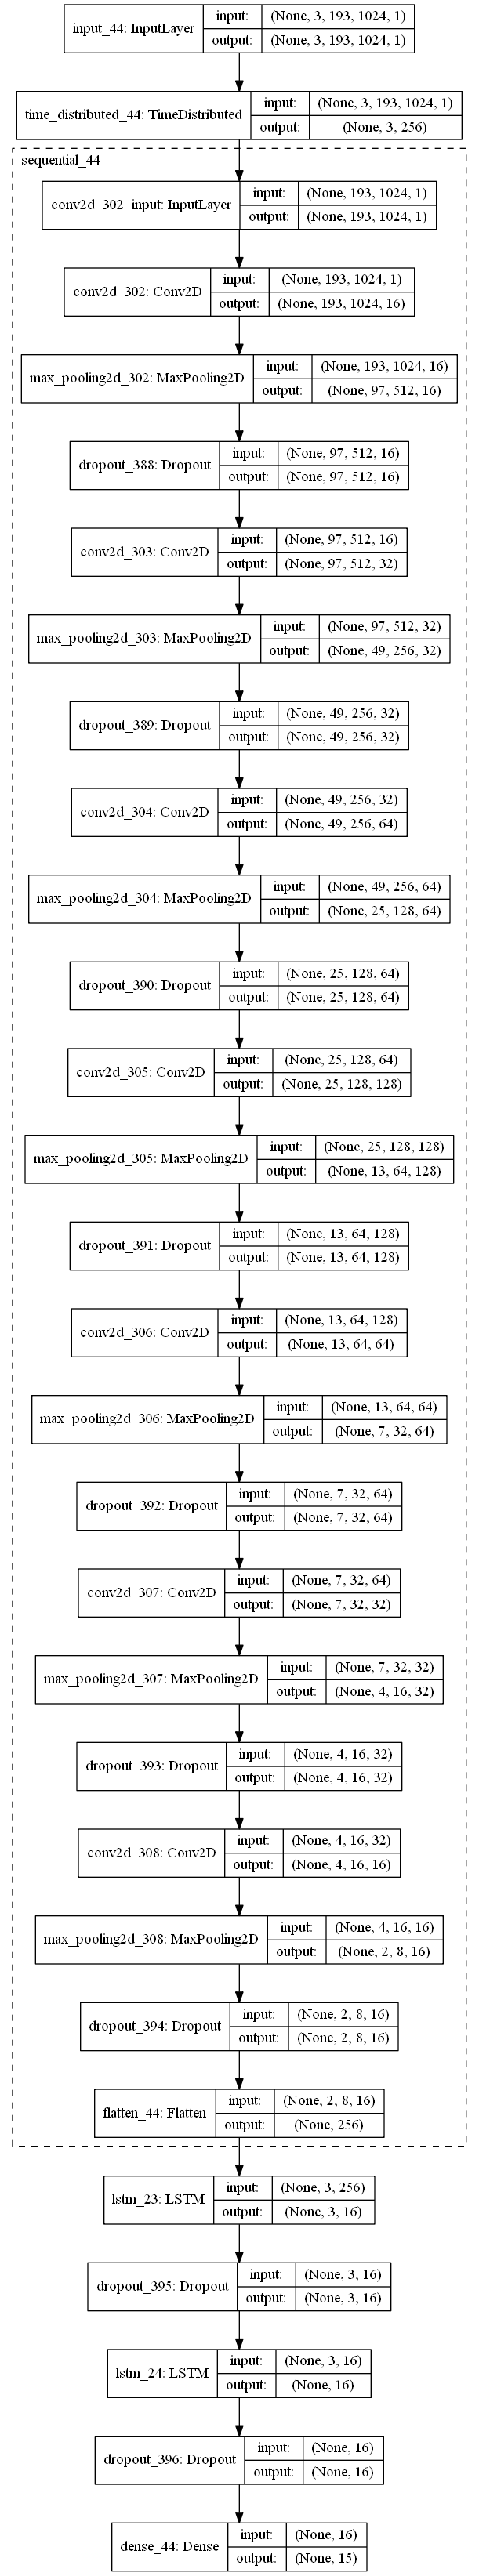 input_44: InputLayer
input: (None, 3, 193, 1024, 1)
output: (None, 3, 193, 1024, 1)
time_distributed_44: TimeDistributed
input: (None, 3, 193, 1024, 1)
output: (None, 3, 256)
sequential_44
conv2d_302_input: InputLayer
input: (None, 193, 1024, 1)
output: (None, 193, 1024, 1)
conv2d_302: Conv2D
input: (None, 193, 1024, 1)
output: (None, 193, 1024, 16)
max_pooling2d_302: MaxPooling2D
input: (None, 193, 1024, 16)
output: (None, 97, 512, 16)
dropout_388: Dropout
input: (None, 97, 512, 16)
output: (None, 97, 512, 16)
conv2d_303: Conv2D
input: (None, 97, 512, 16)
output: (None, 97, 512, 32)
max_pooling2d_303: MaxPooling2D
input: (None, 97, 512, 32)
output: (None, 49, 256, 32)
dropout_389: Dropout
input: (None, 49, 256, 32)
output: (None, 49, 256, 32)
conv2d_304: Conv2D
input: (None, 49, 256, 32)
output: (None, 49, 256, 64)
max_pooling2d_304: MaxPooling2D
input: (None, 49, 256, 64)
output: (None, 25, 128, 64)
dropout_390: Dropout
input: (None, 25, 128, 64)
output: (None, 25, 128, 64)
conv2d_305: Conv2D
input: (None, 25, 128, 64)
output: (None, 25, 128, 128)
max_pooling2d_305: MaxPooling2D
input: (None, 25, 128, 128)
output: (None, 13, 64, 128)
dropout_391: Dropout
input: (None, 13, 64, 128)
output: (None, 13, 64, 128)
conv2d_306: Conv2D
input: (None, 13, 64, 128)
output: (None, 13, 64, 64)
max_pooling2d_306: MaxPooling2D
input: (None, 13, 64, 64)
output: (None, 7, 32, 64)
dropout_392: Dropout
input: (None, 7, 32, 64)
output: (None, 7, 32, 64)
conv2d_307: Conv2D
input: (None, 7, 32, 64)
output: (None, 7, 32, 32)
max_pooling2d_307: MaxPooling2D
input: (None, 7, 32, 32)
output: (None, 4, 16, 32)
dropout_393: Dropout
input: (None, 4, 16, 32)
output: (None, 4, 16, 32)
conv2d_308: Conv2D
input: (None, 4, 16, 32)
output: (None, 4, 16, 16)
max_pooling2d_308: MaxPooling2D
input: (None, 4, 16, 16)
output: (None, 2, 8, 16)
dropout_394: Dropout
input: (None, 2, 8, 16)
output: (None, 2, 8, 16)
flatten_44: Flatten
input: (None, 2, 8, 16)
output: (None, 256)
lstm_23: LSTM
input: (None, 3, 256)
output: (None, 3, 16)
dropout_395: Dropout
input: (None, 3, 16)
output: (None, 3, 16)
lstm_24: LSTM
input: (None, 3, 16)
output: (None, 16)
dropout_396: Dropout
input: (None, 16)
output: (None, 16)
dense_44: Dense
input: (None, 16)
output: (None, 15)